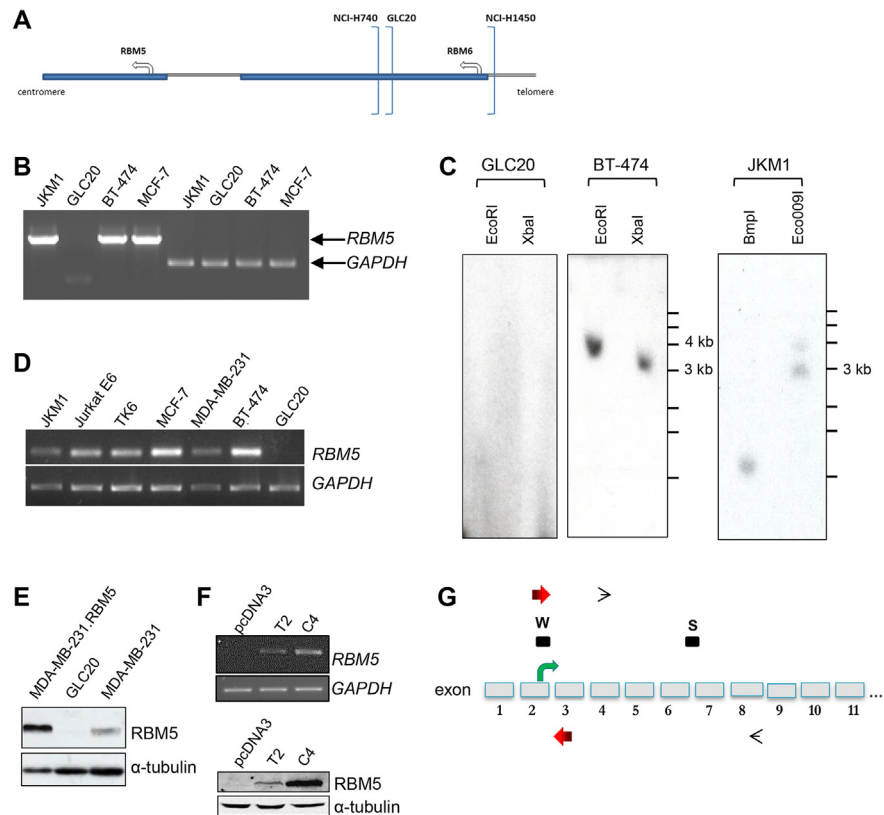 A
NCI-H740 GLC20 NCI-H1450
RBM5 RBM6
centromere telomere
B
JKM1 GLC20 BT-474 MCF-7 JKM1 GLC20 BT-474 MCF-7
RBM5
GAPDH
C
GLC20 BT-474 JKM1
EcoRI XbaI EcoRI XbaI BmpI Eco009I
4 kb
3 kb 3 kb
D
JKM1 Jurkat E6 TK6 MCF-7 MDA-MB-231 BT-474 GLC20
RBM5
GAPDH
E
MDA-MB-231.RBM5 GLC20 MDA-MB-231
RBM5
α-tubulin
F
pcDNA3 T2 C4
RBM5
GAPDH
pcDNA3 T2 C4
RBM5
α-tubulin
G
W S
exon ...
1 2 3 4 5 6 7 8 9 10 11